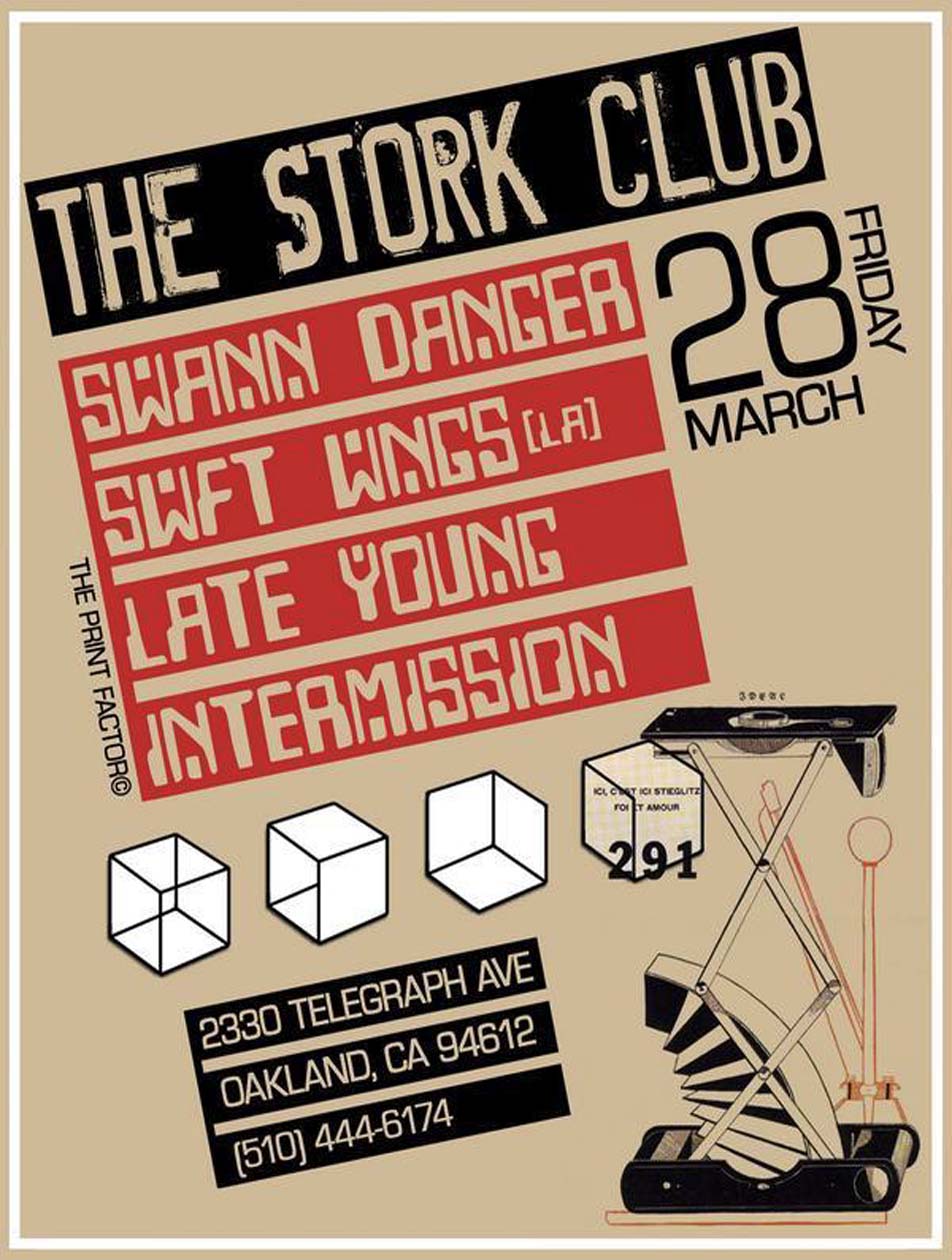 THE STORK CLUB
28
FRIDAY
MARCH
SWANN DANGER
SWFT WNGS [LA]
LATE YOUNG
INTERMISSION
THE PRINT FACTOR©
IDEAL
ICI, C'EST ICI STIEGLITZ
FOI ET AMOUR
291
2330 TELEGRAPH AVE
OAKLAND, CA 94612
(510) 444-6174